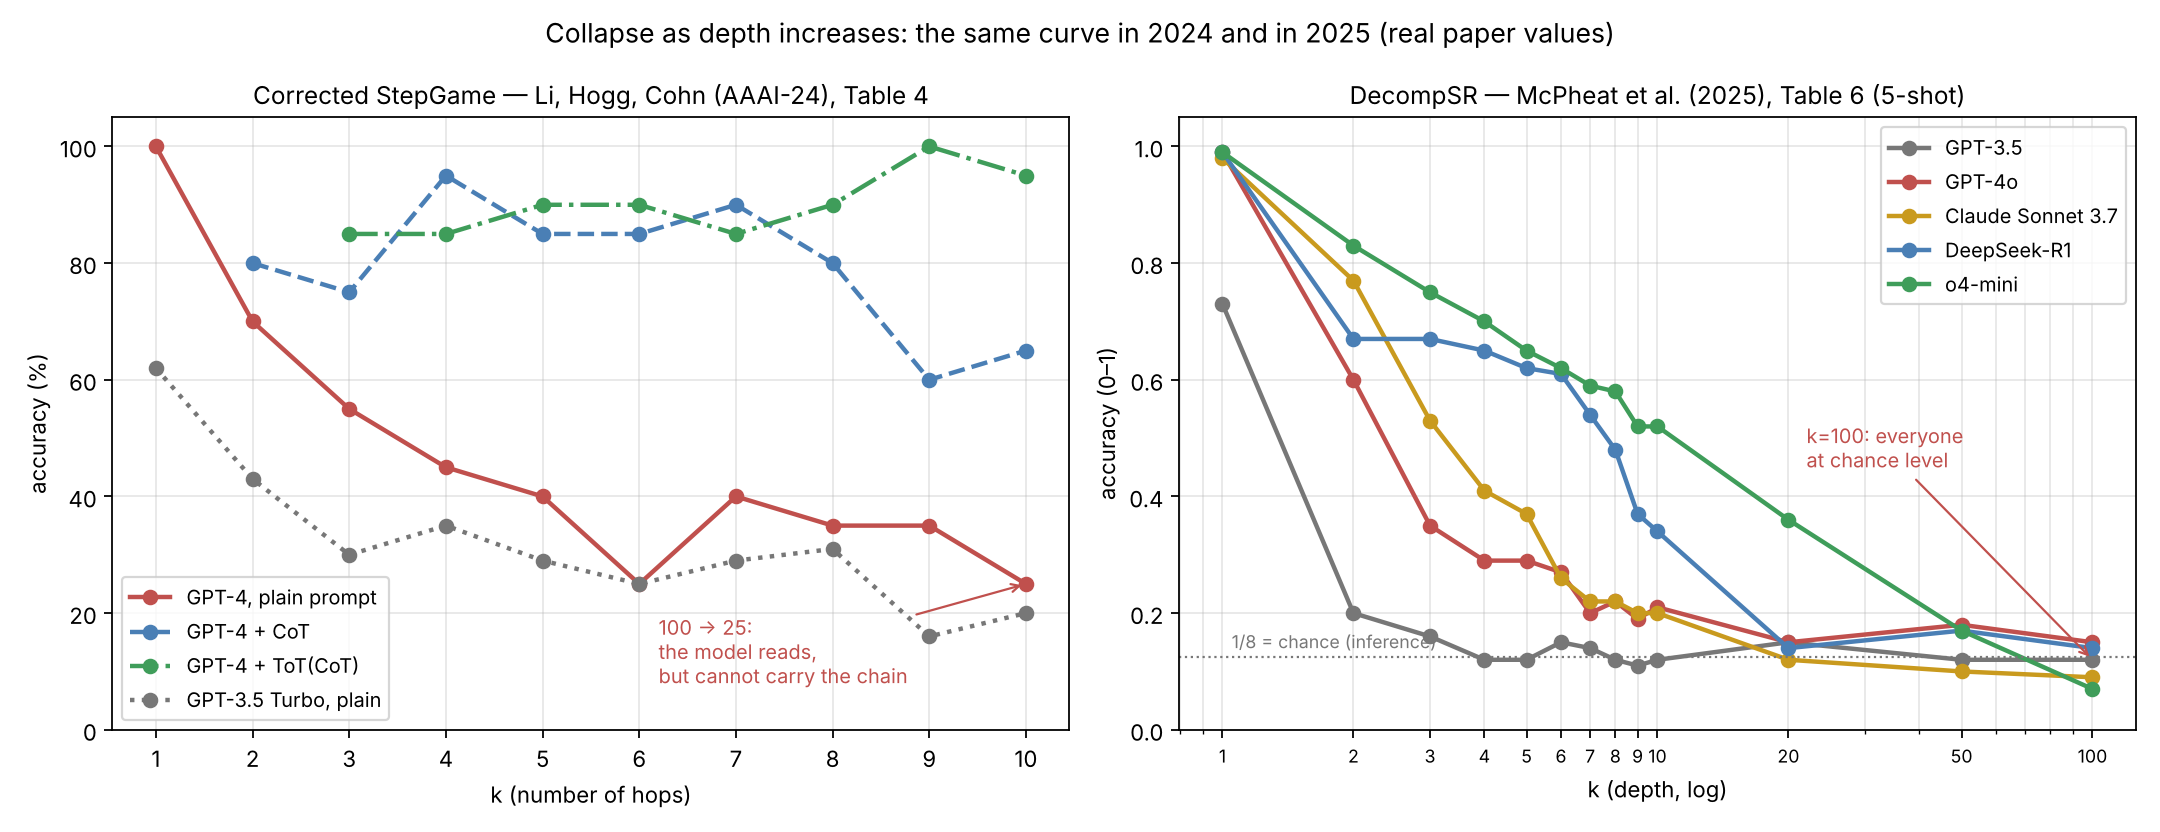 Collapse as depth increases: the same curve in 2024 and in 2025 (real paper values)
Corrected StepGame — Li, Hogg, Cohn (AAAI-24), Table 4
accuracy (%)
100
80
60
40
20
0
GPT-4, plain prompt
GPT-4 + CoT
GPT-4 + ToT(CoT)
GPT-3.5 Turbo, plain
100 → 25:
the model reads,
but cannot carry the chain
1 2 3 4 5 6 7 8 9 10
k (number of hops)
DecompSR — McPheat et al. (2025), Table 6 (5-shot)
accuracy (0–1)
1.0
0.8
0.6
0.4
0.2
0.0
GPT-3.5
GPT-4o
Claude Sonnet 3.7
DeepSeek-R1
o4-mini
k=100: everyone
at chance level
1/8 = chance (inference)
1 2 3 4 5 6 7 8 9 10 20 50 100
k (depth, log)